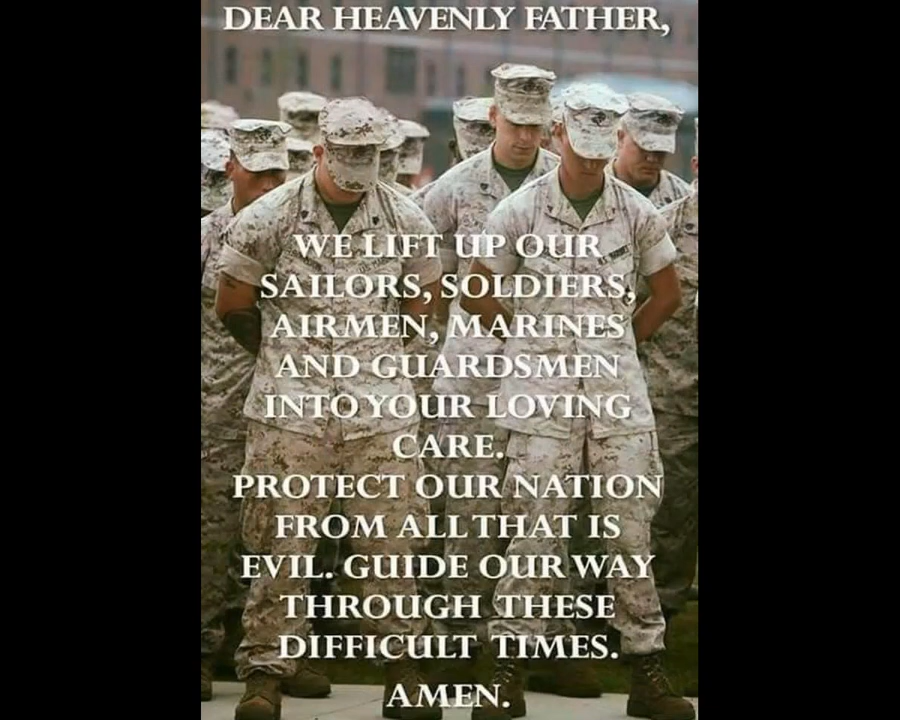 DEAR HEAVENLY FATHER,
WE LIFT UP OUR
SAILORS, SOLDIERS,
AIRMEN, MARINES
AND GUARDSMEN
INTO YOUR LOVING
CARE.
PROTECT OUR NATION
FROM ALL THAT IS
EVIL. GUIDE OUR WAY
THROUGH THESE
DIFFICULT TIMES.
AMEN.